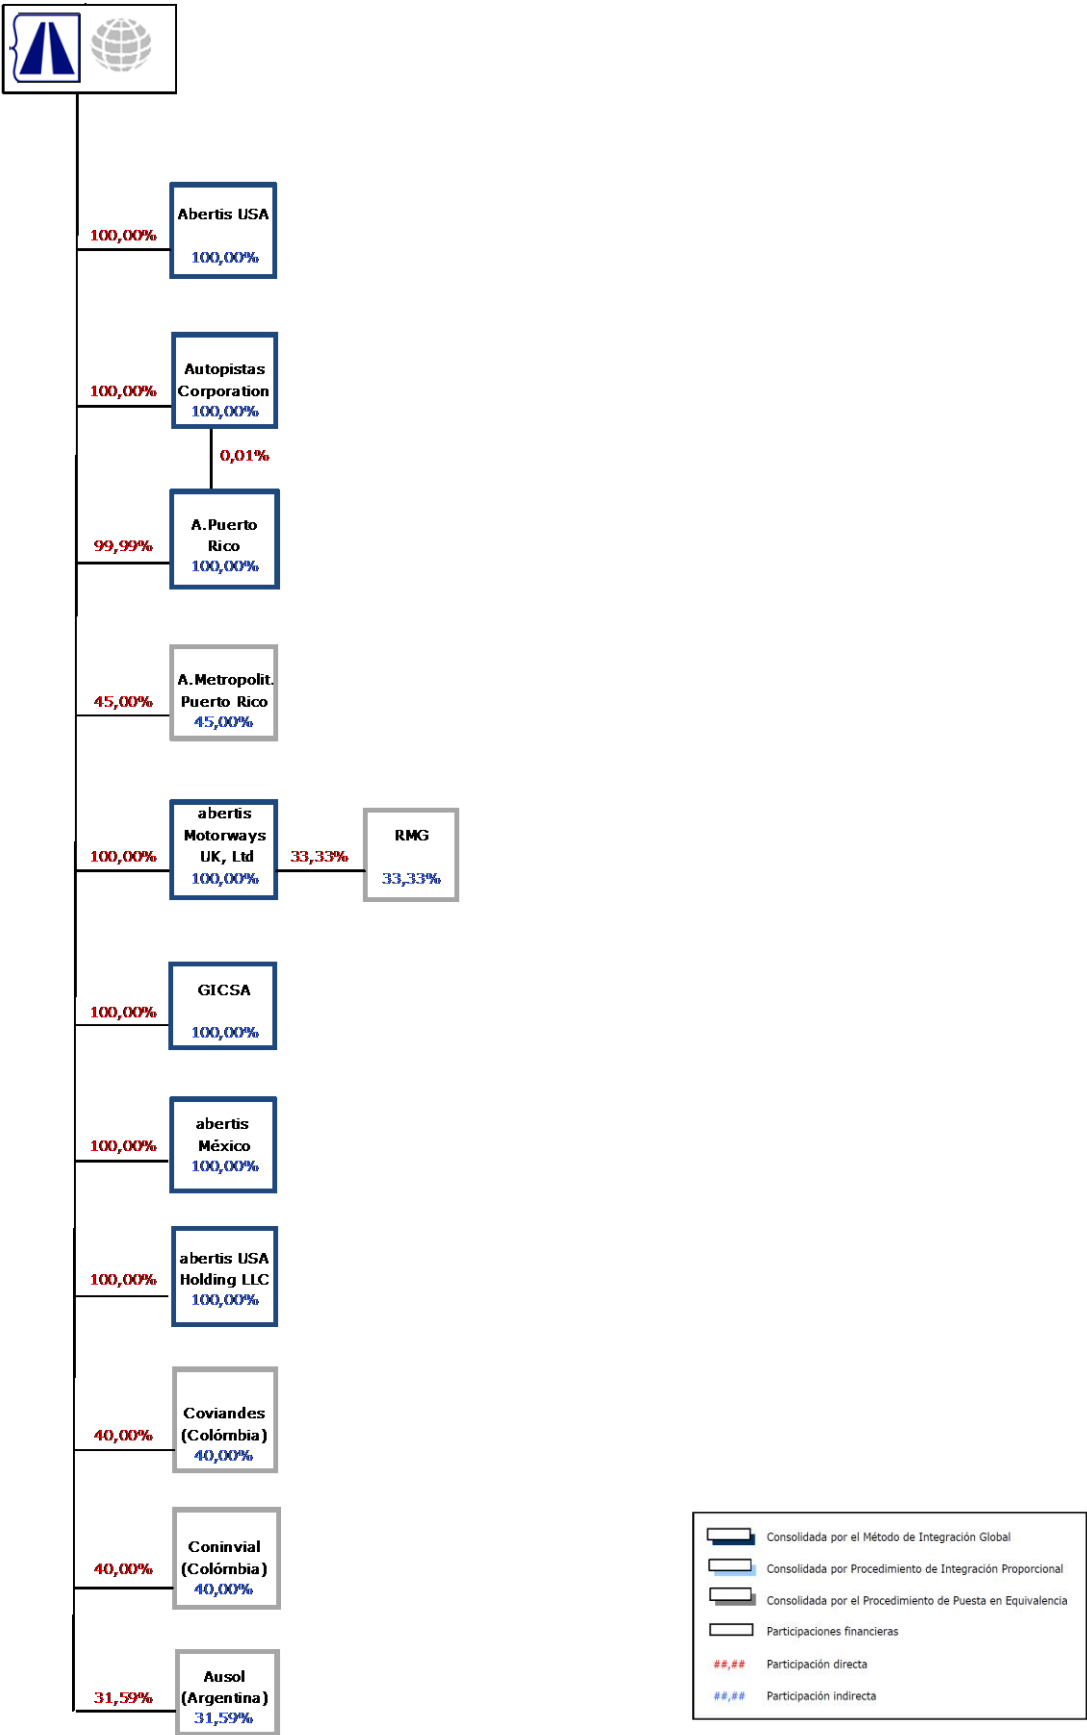 Abertis USA
100,00%
100,00%
Autopistas
Corporation
100,00%
100,00%
0,01%
A.Puerto
Rico
99,99%
100,00%
A.Metropolit.
Puerto Rico
45,00%
45,00%
abertis
Motorways
UK, Ltd
100,00%
100,00%
33,33%
RMG
33,33%
GICSA
100,00%
100,00%
abertis
México
100,00%
100,00%
abertis USA
Holding LLC
100,00%
100,00%
Coviandes
(Colómbia)
40,00%
40,00%
Coninvial
(Colómbia)
40,00%
40,00%
Ausol
(Argentina)
31,59%
31,59%
Consolidada por el Método de Integración Global
Consolidada por Procedimiento de Integración Proporcional
Consolidada por el Procedimiento de Puesta en Equivalencia
Participaciones financieras
##,## Participación directa
##,## Participación indirecta